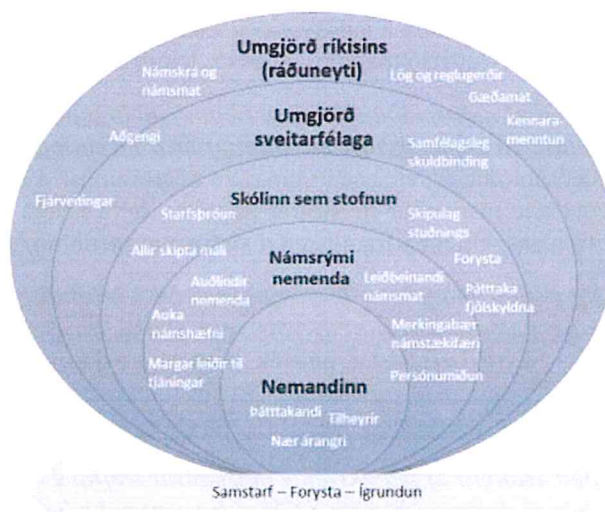 Umgjörð ríkisins
(ráðuneyti)
Námskrá og
námsmat
Lög og reglugerðir
Gæðamat
Kennara-
menntun
Aðgengi
Umgjörð
sveitarfélaga
Samfélagsleg
skuldbinding
Fjárveitingar
Skólinn sem stofnun
Starfsþróun
Skipulag
stuðnings
Allir skipta máli
Forysta
Námsrými
nemenda
Auðlindir
nemenda
Leiðbeinandi
námsmat
Þátttaka
fjölskyldna
Auka
námshæfni
Merkingabær
námstækifæri
Margar leiðir til
tjáningar
Persónumiðun
Nemandinn
Þátttakandi
Tilheyrir
Nær árangri
Samstarf – Forysta – Ígrundun